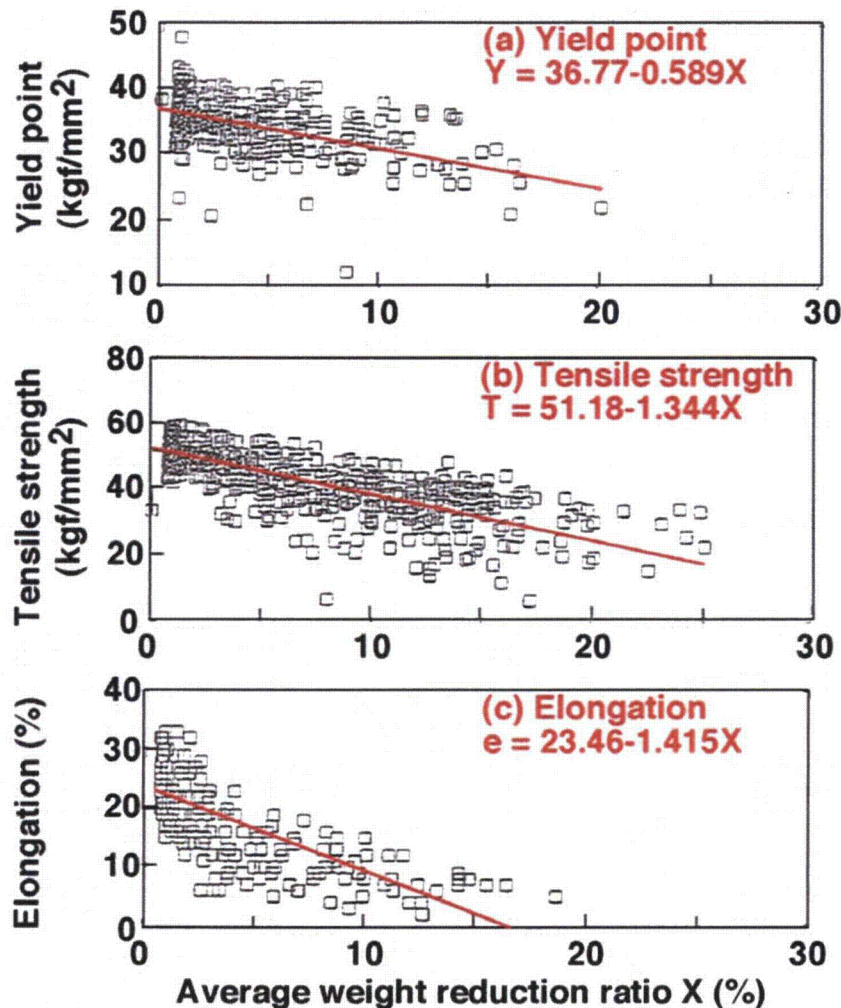 50
(a) Yield point
Y = 36.77-0.589X
40
30
20
10
Yield point
(kgf/mm²)
0
10
20
30
80
(b) Tensile strength
T = 51.18-1.344X
60
40
20
0
Tensile strength
(kgf/mm²)
0
10
20
30
40
(c) Elongation
e = 23.46-1.415X
30
20
10
0
Elongation (%)
0
10
20
30
Average weight reduction ratio X (%)